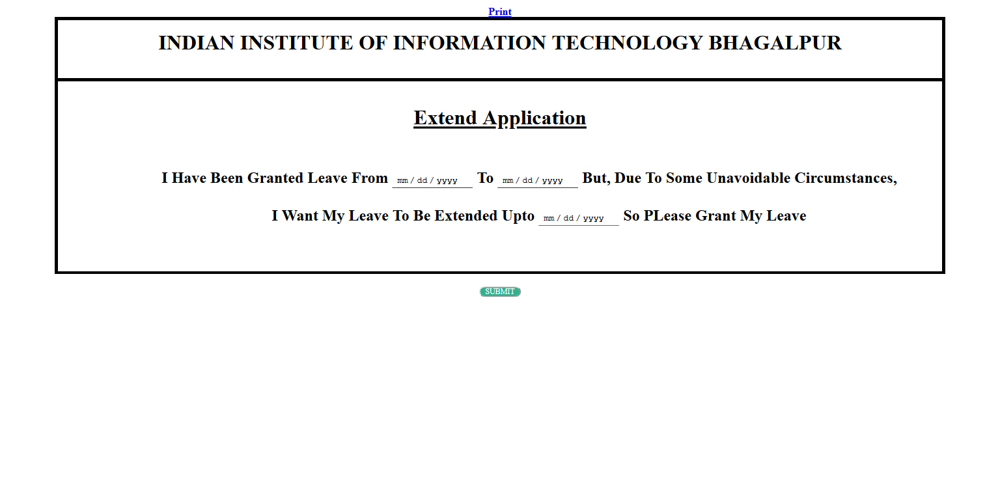 Print
INDIAN INSTITUTE OF INFORMATION TECHNOLOGY BHAGALPUR
Extend Application
I Have Been Granted Leave From mm / dd / yyyy To mm / dd / yyyy But, Due To Some Unavoidable Circumstances,
I Want My Leave To Be Extended Upto mm / dd / yyyy So PLease Grant My Leave
SUBMIT